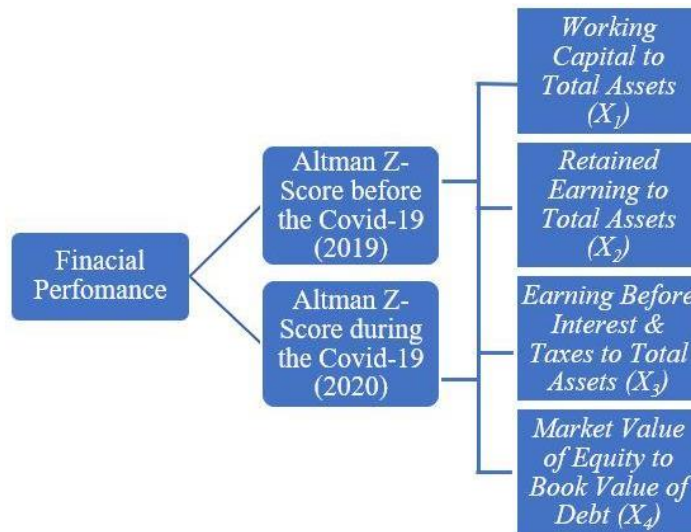 Finacial
Perfomance
Altman Z-
Score before
the Covid-19
(2019)
Altman Z-
Score during
the Covid-19
(2020)
Working
Capital to
Total Assets
(X1)
Retained
Earning to
Total Assets
(X2)
Earning Before
Interest &
Taxes to Total
Assets (X3)
Market Value
of Equity to
Book Value of
Debt (X4)